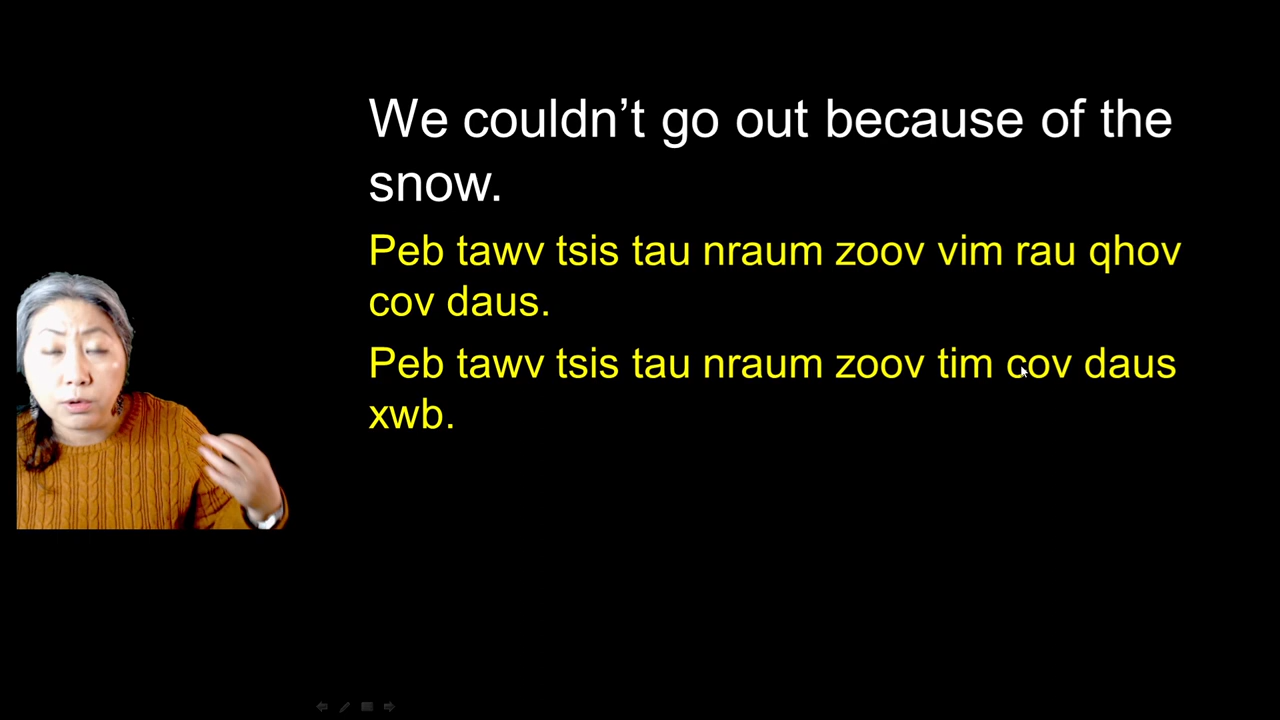 We couldn’t go out because of the
snow.
Peb tawv tsis tau nraum zoov vim rau qhov
cov daus.
Peb tawv tsis tau nraum zoov tim cov daus
xwb.